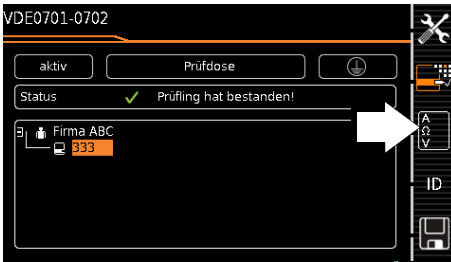 VDE0701-0702
aktiv
Prüfdose
Status
Prüfling hat bestanden!
Firma ABC
333
A
Ω
V
ID